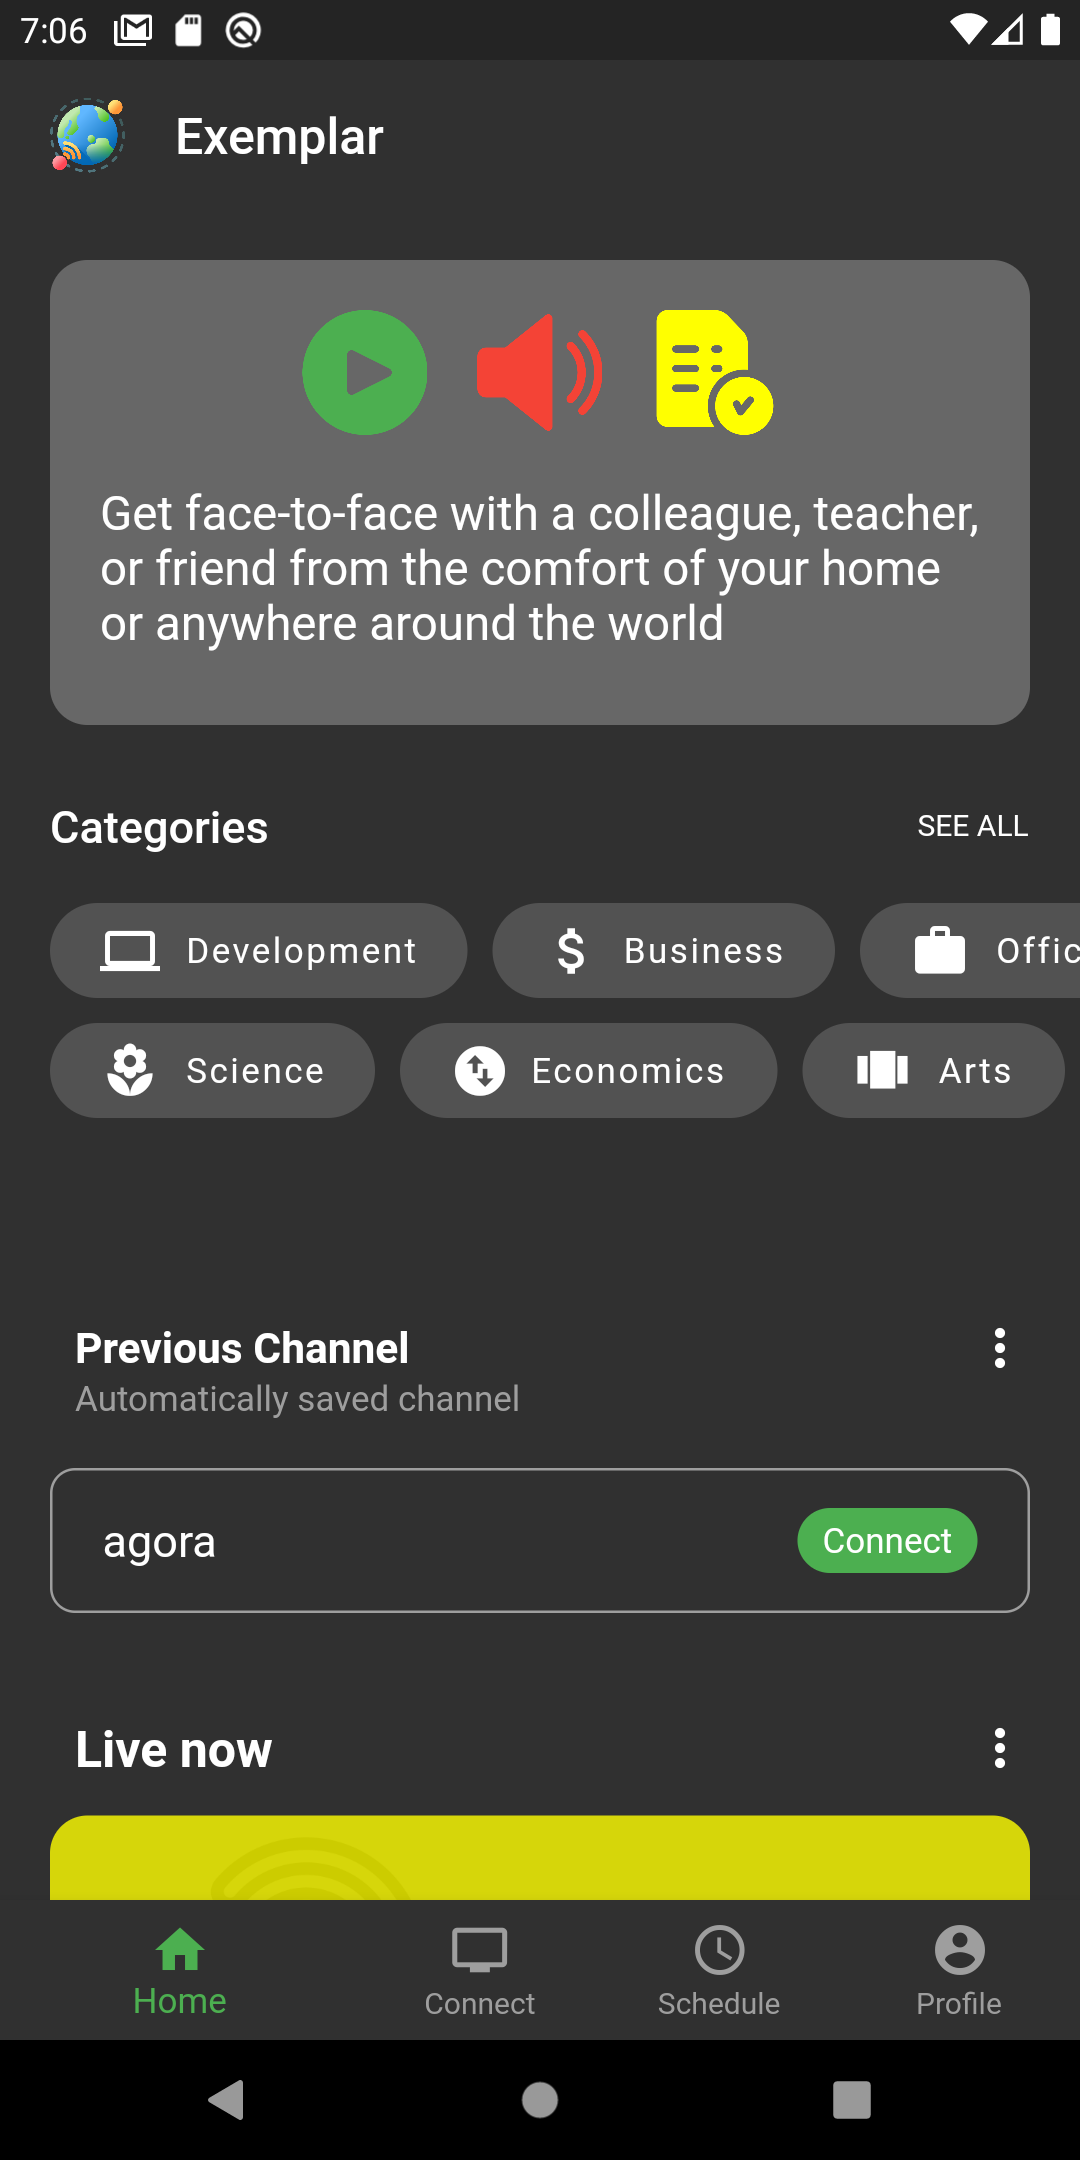 7:06
Exemplar
Get face-to-face with a colleague, teacher,
or friend from the comfort of your home
or anywhere around the world
Categories
SEE ALL
Development
Business
Offic
Science
Economics
Arts
Previous Channel
Automatically saved channel
agora
Connect
Live now
Home
Connect
Schedule
Profile